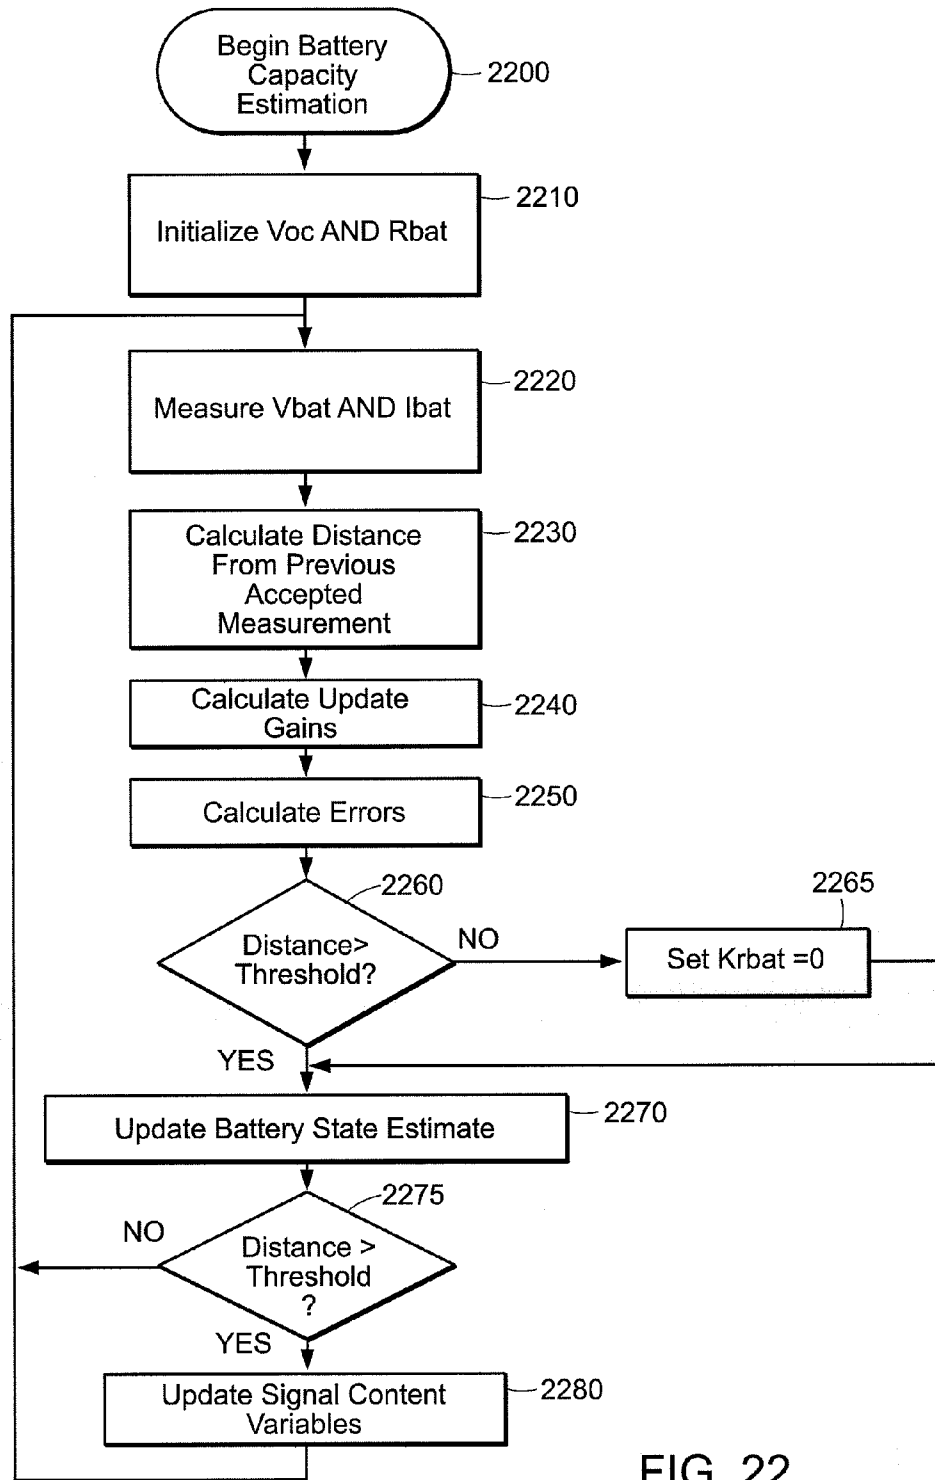 Begin Battery
Capacity
Estimation
2200
2210
Initialize Voc AND Rbat
2220
Measure Vbat AND Ibat
2230
Calculate Distance
From Previous
Accepted
Measurement
2240
Calculate Update
Gains
2250
Calculate Errors
2260
Distance>
Threshold?
NO
2265
Set Krbat =0
YES
2270
Update Battery State Estimate
2275
NO
Distance >
Threshold
?
YES
2280
Update Signal Content
Variables
FIG. 22